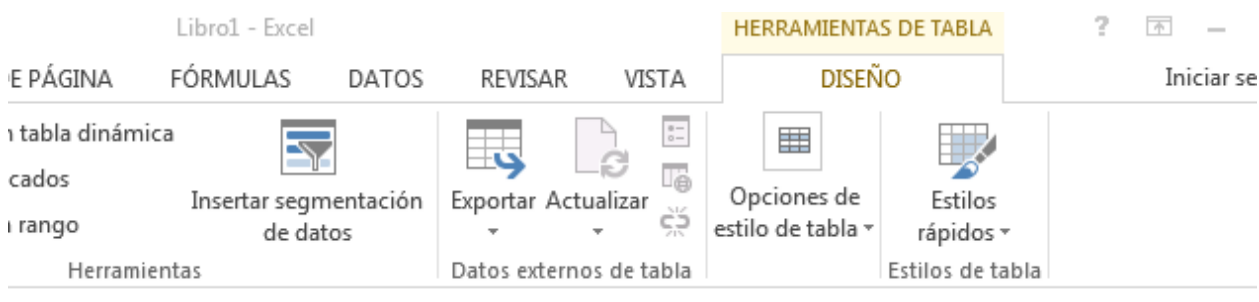 Libro1 - Excel HERRAMIENTAS DE TABLA ?
E PÁGINA FÓRMULAS DATOS REVISAR VISTA DISEÑO Iniciar se
n tabla dinámica
cados
rango
Insertar segmentación
de datos
Exportar Actualizar
Opciones de
estilo de tabla
Estilos
rápidos
Herramientas Datos externos de tabla Estilos de tabla